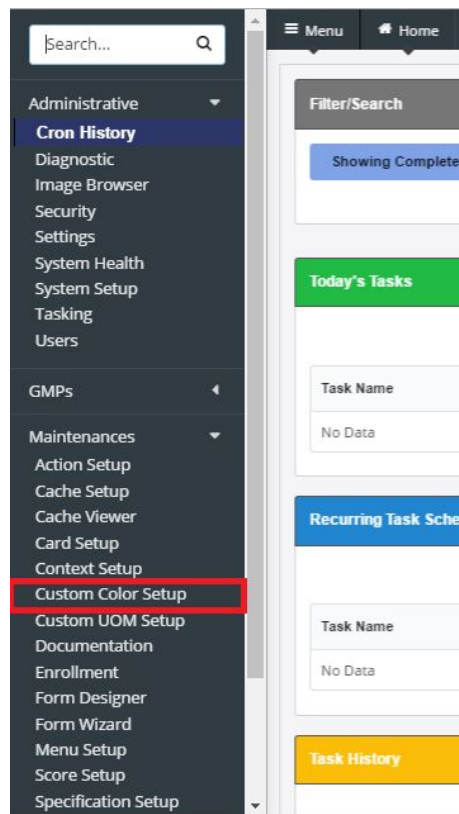 Search...
Administrative
Cron History
Diagnostic
Image Browser
Security
Settings
System Health
System Setup
Tasking
Users
GMPs
Maintenances
Action Setup
Cache Setup
Cache Viewer
Card Setup
Context Setup
Custom Color Setup
Custom UOM Setup
Documentation
Enrollment
Form Designer
Form Wizard
Menu Setup
Score Setup
Specification Setup
Menu Home
Filter/Search
Showing Complete
Today's Tasks
Task Name
No Data
Recurring Task Sche
Task Name
No Data
Task History